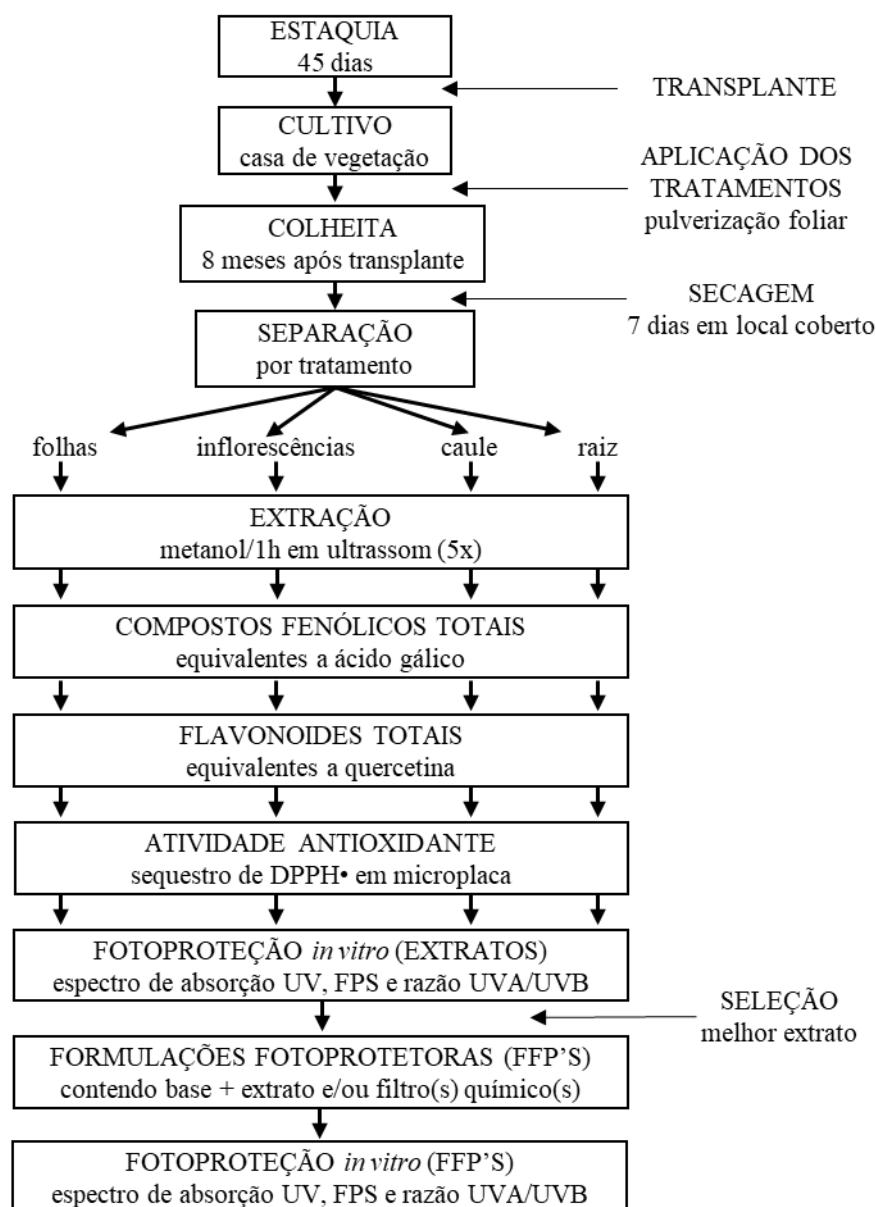 ESTAQUIA
45 dias
TRANSPLANTE
CULTIVO
casa de vegetação
APLICAÇÃO DOS
TRATAMENTOS
pulverização foliar
COLHEITA
8 meses após transplante
SECAGEM
7 dias em local coberto
SEPARAÇÃO
por tratamento
folhas
inflorescências
caule
raiz
EXTRAÇÃO
metanol/1h em ultrassom (5x)
COMPOSTOS FENÓLICOS TOTAIS
equivalentes a ácido gálico
FLAVONOIDES TOTAIS
equivalentes a quercetina
ATIVIDADE ANTIOXIDANTE
sequestro de DPPH• em microplaca
FOTOPROTEÇÃO in vitro (EXTRATOS)
espectro de absorção UV, FPS e razão UVA/UVB
SELEÇÃO
melhor extrato
FORMULAÇÕES FOTOPROTETORAS (FFP’S)
contendo base + extrato e/ou filtro(s) químico(s)
FOTOPROTEÇÃO in vitro (FFP’S)
espectro de absorção UV, FPS e razão UVA/UVB